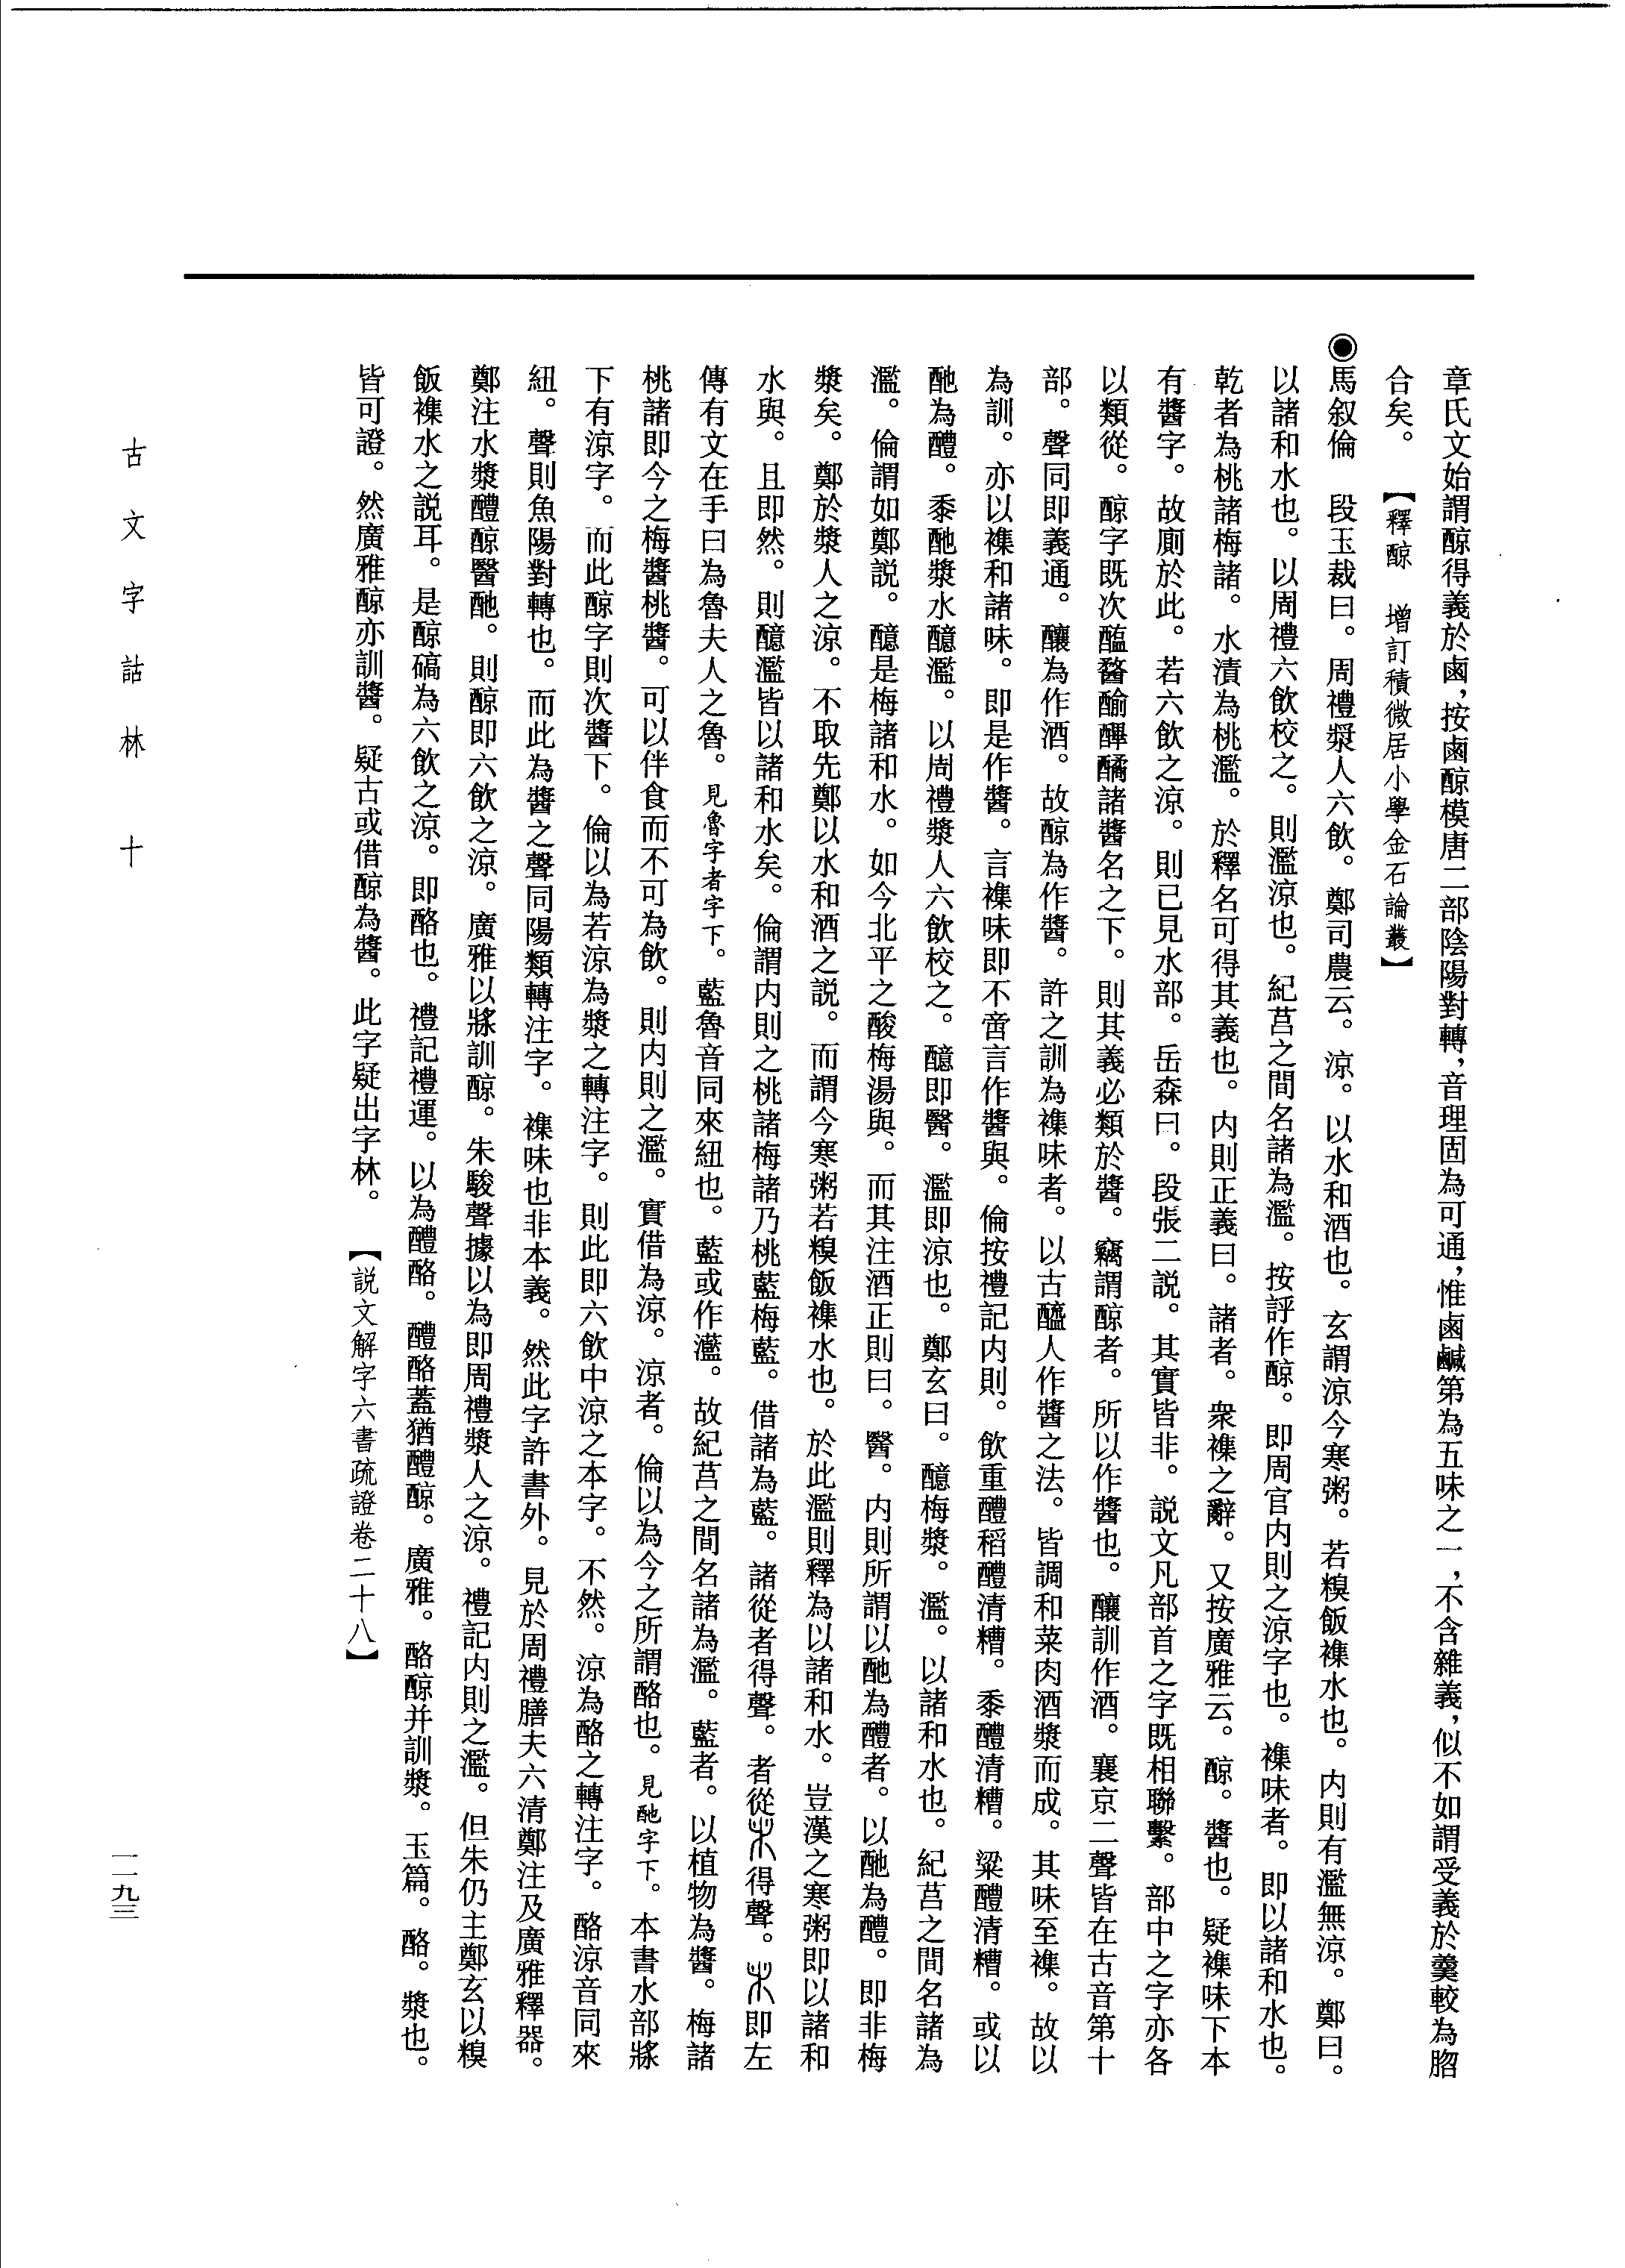 章氏文始謂醇得義於鹵，按鹵醇模唐二部陰陽對轉，音理固為可通，惟鹵鹹第為五味之一，不含雜義，似不如謂受義於羹較為䐇
合矣。　【釋醇　增訂積微居小學金石論叢】
◉馬叙倫　段玉裁曰。周禮漿人六飲。鄭司農云。涼。以水和酒也。玄謂涼今寒粥。若糗飯襍水也。内則有濫無涼。鄭曰。
以諸和水也。以周禮六飲校之。則濫涼也。紀莒之間名諸為濫。按評作醇。即周官内則之涼字也。襍味者。即以諸和水也。
乾者為桃諸梅諸。水漬為桃濫。於釋名可得其義也。内則正義曰。諸者。衆襍之辭。又按廣雅云。醇。醬也。疑襍味下本
有醬字。故廁於此。若六飲之涼。則已見水部。岳森曰。段張二説。其實皆非。説文凡部首之字既相聯繫。部中之字亦各
以類從。醇字既次醢䤅醶醳醹諸醬名之下。則其義必類於醬。竊謂醇者。所以作醬也。釀訓作酒。襄京二聲皆在古音第十
部。聲同即義通。釀為作酒。故醇為作醬。許之訓為襍味者。以古醢人作醬之法。皆調和菜肉酒漿而成。其味至襍。故以
為訓。亦以襍和諸味。即是作醬。言襍味即不啻言作醬與。倫按禮記内則。飲重醴稻醴清糟。黍醴清糟。粱醴清糟。或以
酏為醴。黍酏漿水醷濫。以周禮漿人六飲校之。醷即醫。濫即涼也。鄭玄曰。醷梅漿。濫。以諸和水也。紀莒之間名諸為
濫。倫謂如鄭説。醷是梅諸和水。如今北平之酸梅湯與。而其注酒正則曰。醫。内則所謂以酏為醴者。以酏為醴。即非梅
漿矣。鄭於漿人之涼。不取先鄭以水和酒之説。而謂今寒粥若糗飯襍水也。於此濫則釋為以諸和水。豈漢之寒粥即以諸和
水與。且即然。則醷濫皆以諸和水矣。倫謂内則之桃諸梅諸乃桃藍梅藍。借諸為藍。諸從者得聲。者從得聲。即左
傳有文在手曰為魯夫人之魯。見魯字者字下。藍魯音同來紐也。藍或作灆。故紀莒之間名諸為濫。藍者。以植物為醬。梅諸
桃諸即今之梅醬桃醬。可以伴食而不可為飲。則内則之濫。實借為涼。涼者。倫以為今之所謂酪也。見酏字下。本書水部𤖅
下有涼字。而此醇字則次醬下。倫以為若涼為漿之轉注字。則此即六飲中涼之本字。不然。涼為酪之轉注字。酪涼音同來
紐。聲則魚陽對轉也。而此為醬之聲同陽類轉注字。襍味也非本義。然此字許書外。見於周禮膳夫六清鄭注及廣雅釋器。
鄭注水漿醴醇醫酏。則醇即六飲之涼。廣雅以𤖅訓醇。朱駿聲據以為即周禮漿人之涼。禮記内則之濫。但朱仍主鄭玄以糗
飯襍水之説耳。是醇碻為六飲之涼。即酪也。禮記禮運。以為醴酪。醴酪蓋猶醴醇。廣雅。酪醇并訓漿。玉篇。酪。漿也。
皆可證。然廣雅醇亦訓醬。疑古或借醇為醬。此字疑出字林。　【説文解字六書疏證卷二十八】
古文字詁林　十
一一九三